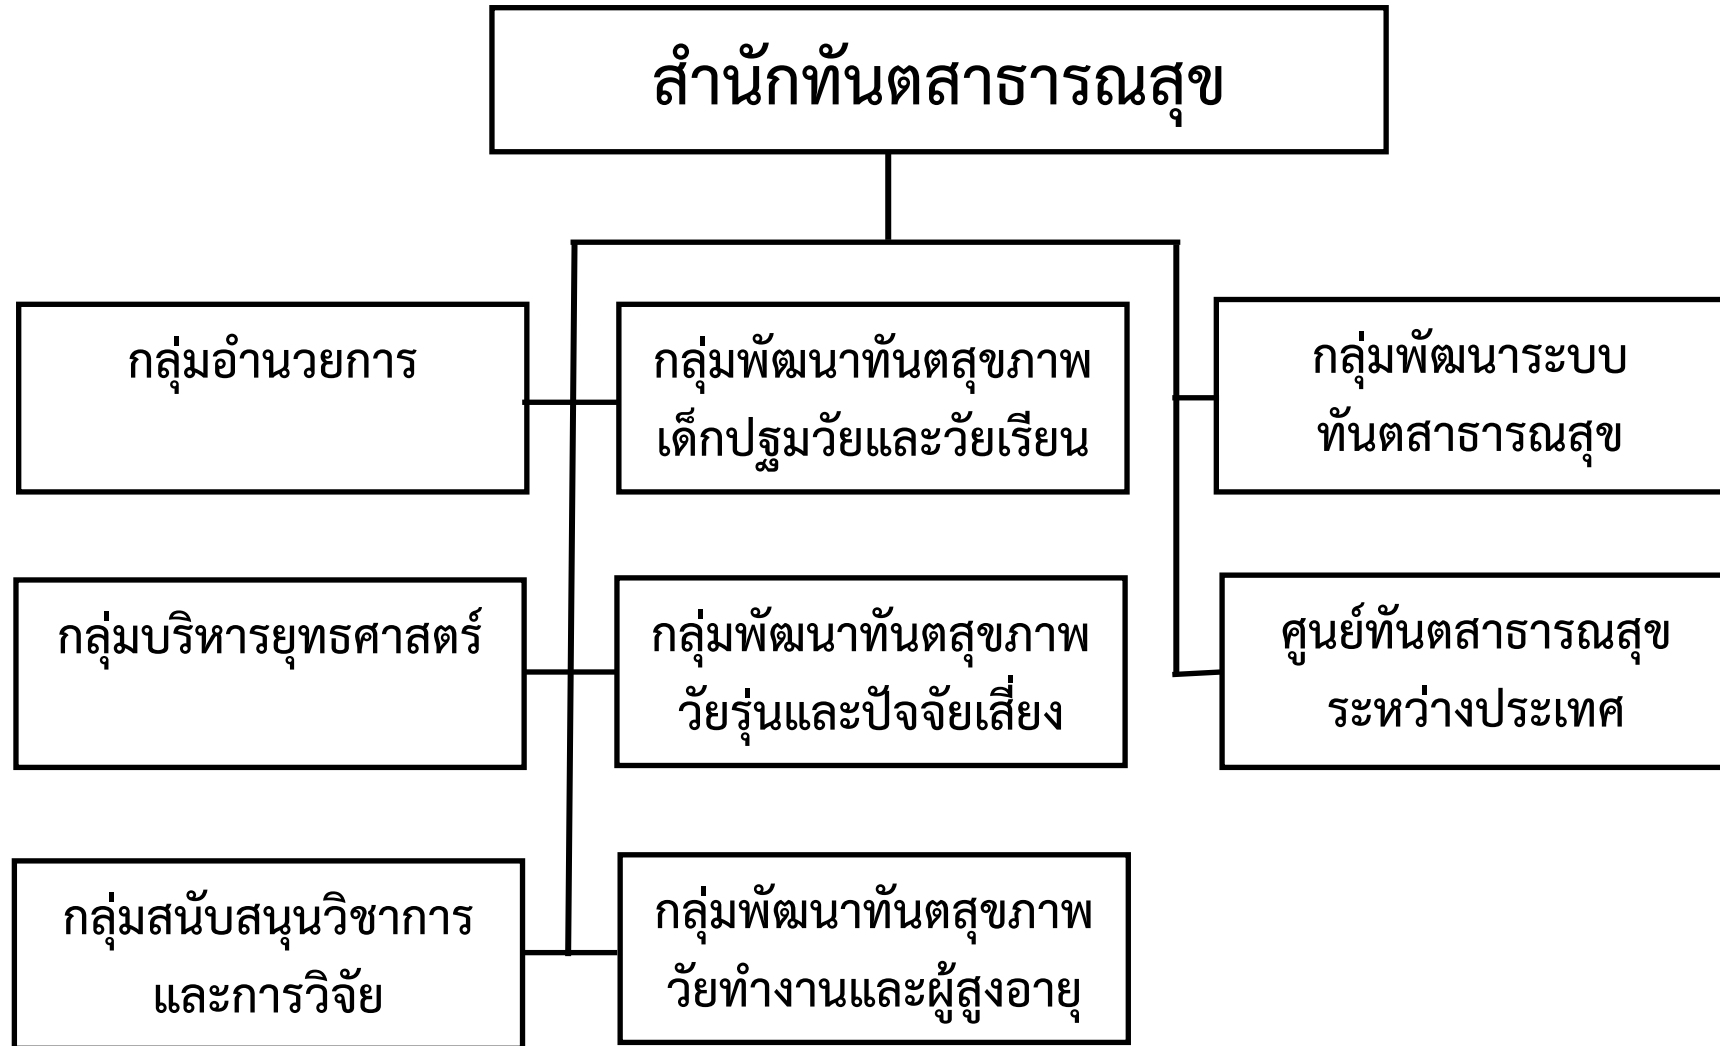 สำนักทันตสาธารณสุข
กลุ่มอำนวยการ
กลุ่มพัฒนาทันตสุขภาพ
เด็กปฐมวัยและวัยเรียน
กลุ่มพัฒนาระบบ
ทันตสาธารณสุข
กลุ่มบริหารยุทธศาสตร์
กลุ่มพัฒนาทันตสุขภาพ
วัยรุ่นและปัจจัยเสี่ยง
ศูนย์ทันตสาธารณสุข
ระหว่างประเทศ
กลุ่มสนับสนุนวิชาการ
และการวิจัย
กลุ่มพัฒนาทันตสุขภาพ
วัยทำงานและผู้สูงอายุ